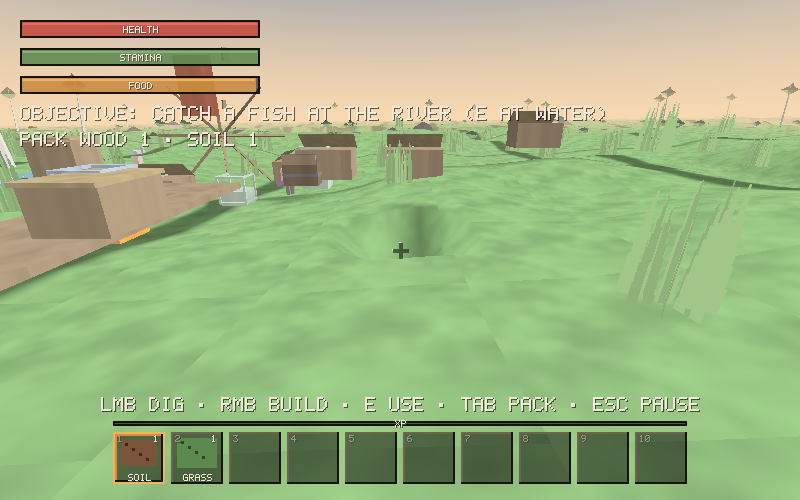 HEALTH
STAMINA
FOOD
OBJECTIVE: CATCH A FISH AT THE RIVER (E AT WATER)
PACK WOOD 1 · SOIL 1
LMB DIG · RMB BUILD · E USE · TAB PACK · ESC PAUSE
XP
1 1 2 1 3 4 5 6 7 8 9 10
SOIL GRASS